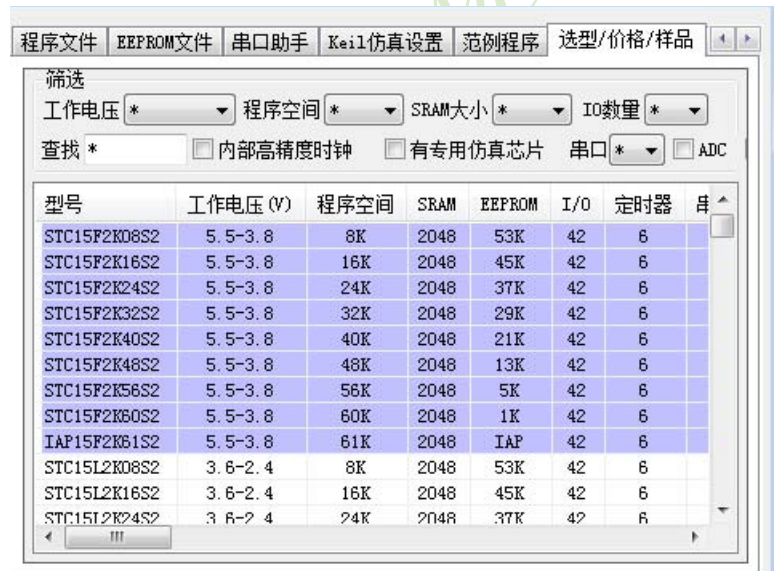 程序文件 EEPROM文件 串口助手 Keil仿真设置 范例程序 选型/价格/样品
筛选
工作电压 * 程序空间 * SRAM大小 * IO数量 *
查找 * 内部高精度时钟 有专用仿真芯片 串口 * ADC
型号 工作电压(V) 程序空间 SRAM EEPROM I/O 定时器 串
STC15F2K08S2 5.5-3.8 8K 2048 53K 42 6
STC15F2K16S2 5.5-3.8 16K 2048 45K 42 6
STC15F2K24S2 5.5-3.8 24K 2048 37K 42 6
STC15F2K32S2 5.5-3.8 32K 2048 29K 42 6
STC15F2K40S2 5.5-3.8 40K 2048 21K 42 6
STC15F2K48S2 5.5-3.8 48K 2048 13K 42 6
STC15F2K56S2 5.5-3.8 56K 2048 5K 42 6
STC15F2K60S2 5.5-3.8 60K 2048 1K 42 6
IAP15F2K61S2 5.5-3.8 61K 2048 IAP 42 6
STC15L2K08S2 3.6-2.4 8K 2048 53K 42 6
STC15L2K16S2 3.6-2.4 16K 2048 45K 42 6
STC15L2K24S2 3.6-2.4 24K 2048 37K 42 6